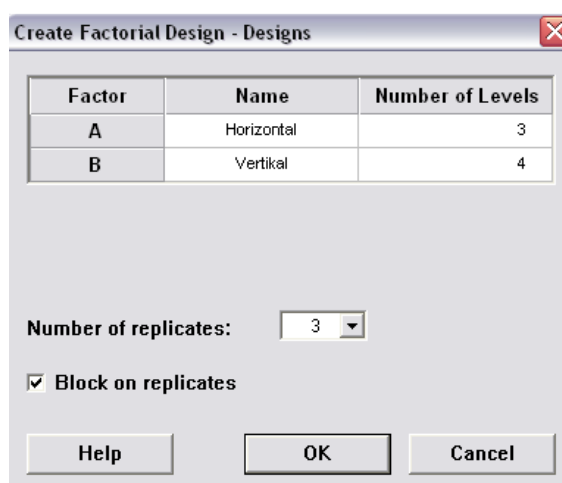 Create Factorial Design - Designs
Factor Name Number of Levels
A Horizontal 3
B Vertikal 4
Number of replicates: 3
Block on replicates
Help OK Cancel